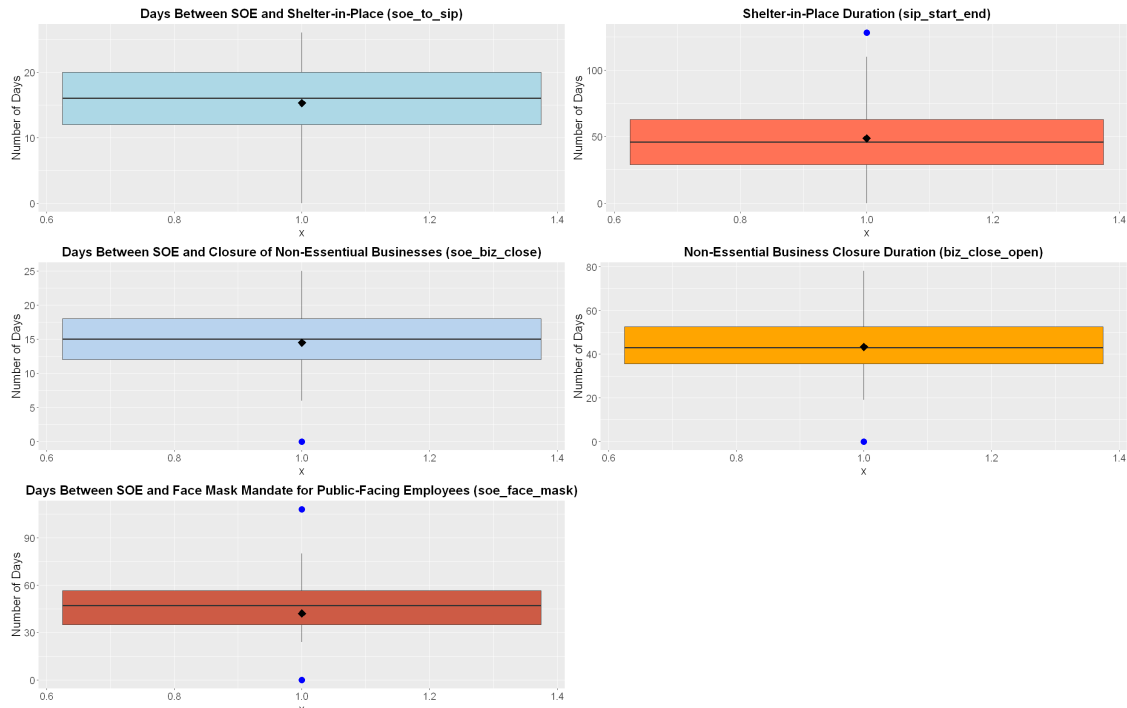 Days Between SOE and Shelter-in-Place (soe_to_sip)
Number of Days
20
10
0
0.6 0.8 1.0 1.2 1.4
x
Shelter-in-Place Duration (sip_start_end)
Number of Days
100
50
0
0.6 0.8 1.0 1.2 1.4
x
Days Between SOE and Closure of Non-Essentiual Businesses (soe_biz_close)
Number of Days
25
20
15
10
5
0
0.6 0.8 1.0 1.2 1.4
x
Non-Essential Business Closure Duration (biz_close_open)
Number of Days
80
60
40
20
0
0.6 0.8 1.0 1.2 1.4
x
Days Between SOE and Face Mask Mandate for Public-Facing Employees (soe_face_mask)
Number of Days
90
60
30
0
0.6 0.8 1.0 1.2 1.4